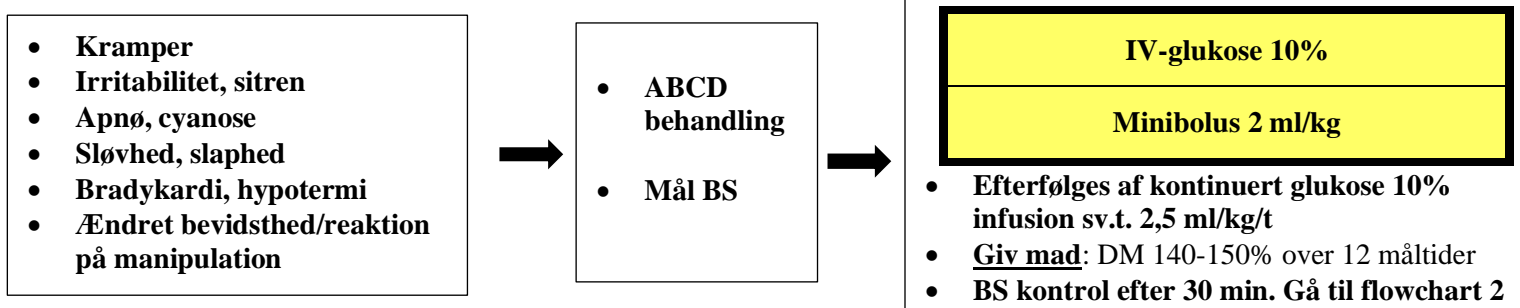 • Kramper
• Irritabilitet, sitren
• Apnø, cyanose
• Sløvhed, slaphed
• Bradykardi, hypotermi
• Ændret bevidsthed/reaktion
på manipulation
• ABCD
behandling
• Mål BS
IV-glukose 10%
Minibolus 2 ml/kg
• Efterfølges af kontinuert glukose 10%
infusion sv.t. 2,5 ml/kg/t
• Giv mad: DM 140-150% over 12 måltider
• BS kontrol efter 30 min. Gå til flowchart 2